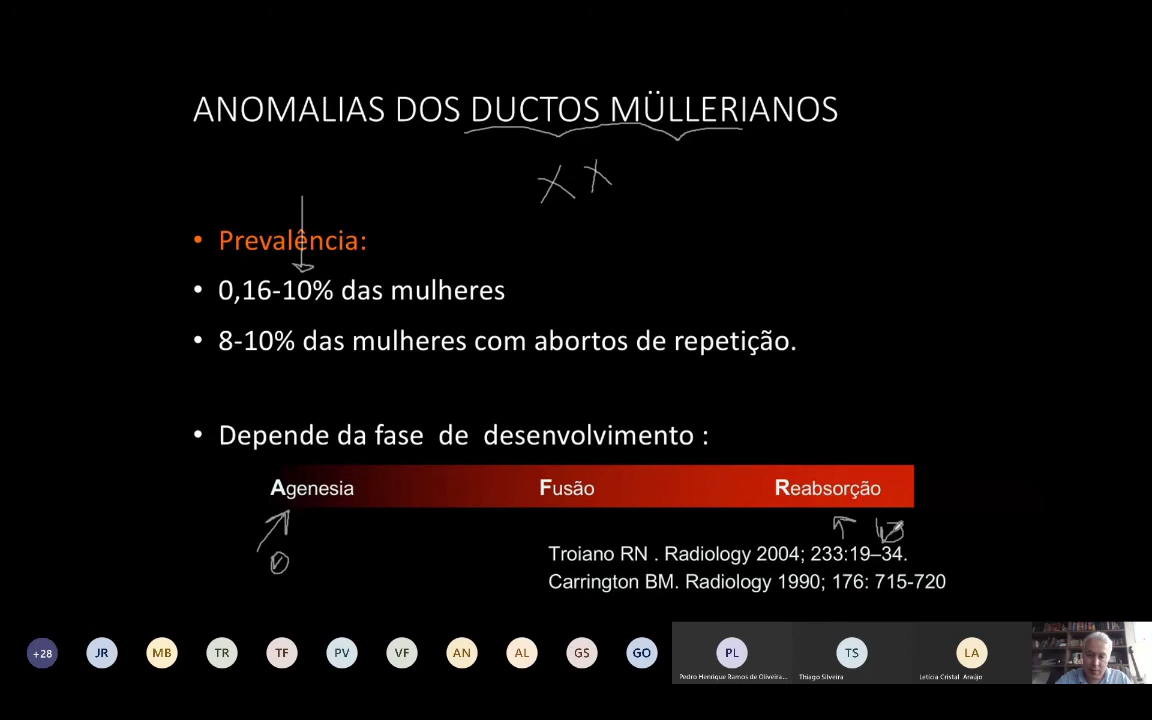 ANOMALIAS DOS DUCTOS MÜLLERIANOS
X X
• Prevalência:
• 0,16-10% das mulheres
• 8-10% das mulheres com abortos de repetição.
• Depende da fase de desenvolvimento :
Agenesia Fusão Reabsorção
Troiano RN . Radiology 2004; 233:19–34.
Carrington BM. Radiology 1990; 176: 715-720
+28 JR MB TR TF PV VF AN AL GS GO PL TS LA
Pedro Henrique Ramos de Oliveira... Thiago Silveira Letícia Cristal Araújo